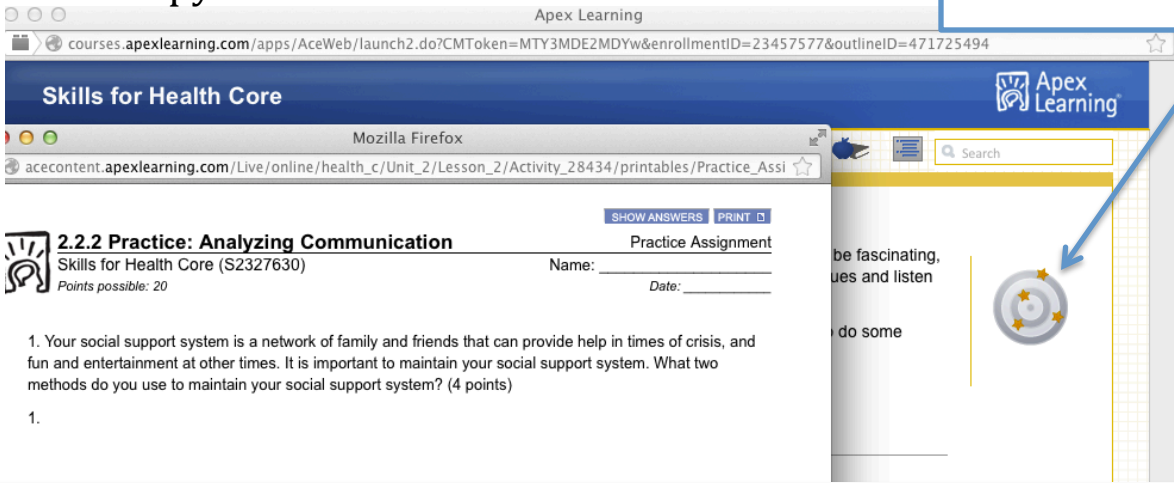 Apex Learning
courses.apexlearning.com/apps/AceWeb/launch2.do?CMToken=MTY3MDE2MDYw&enrollmentID=23457577&outlineID=471725494
Skills for Health Core
Apex
Learning
Mozilla Firefox
acecontent.apexlearning.com/Live/online/health_c/Unit_2/Lesson_2/Activity_28434/printables/Practice_Assi
Search
SHOW ANSWERS PRINT
2.2.2 Practice: Analyzing Communication Practice Assignment
Skills for Health Core (S2327630) Name:
Points possible: 20 Date:
be fascinating,
ues and listen
do some
1. Your social support system is a network of family and friends that can provide help in times of crisis, and
fun and entertainment at other times. It is important to maintain your social support system. What two
methods do you use to maintain your social support system? (4 points)
1.